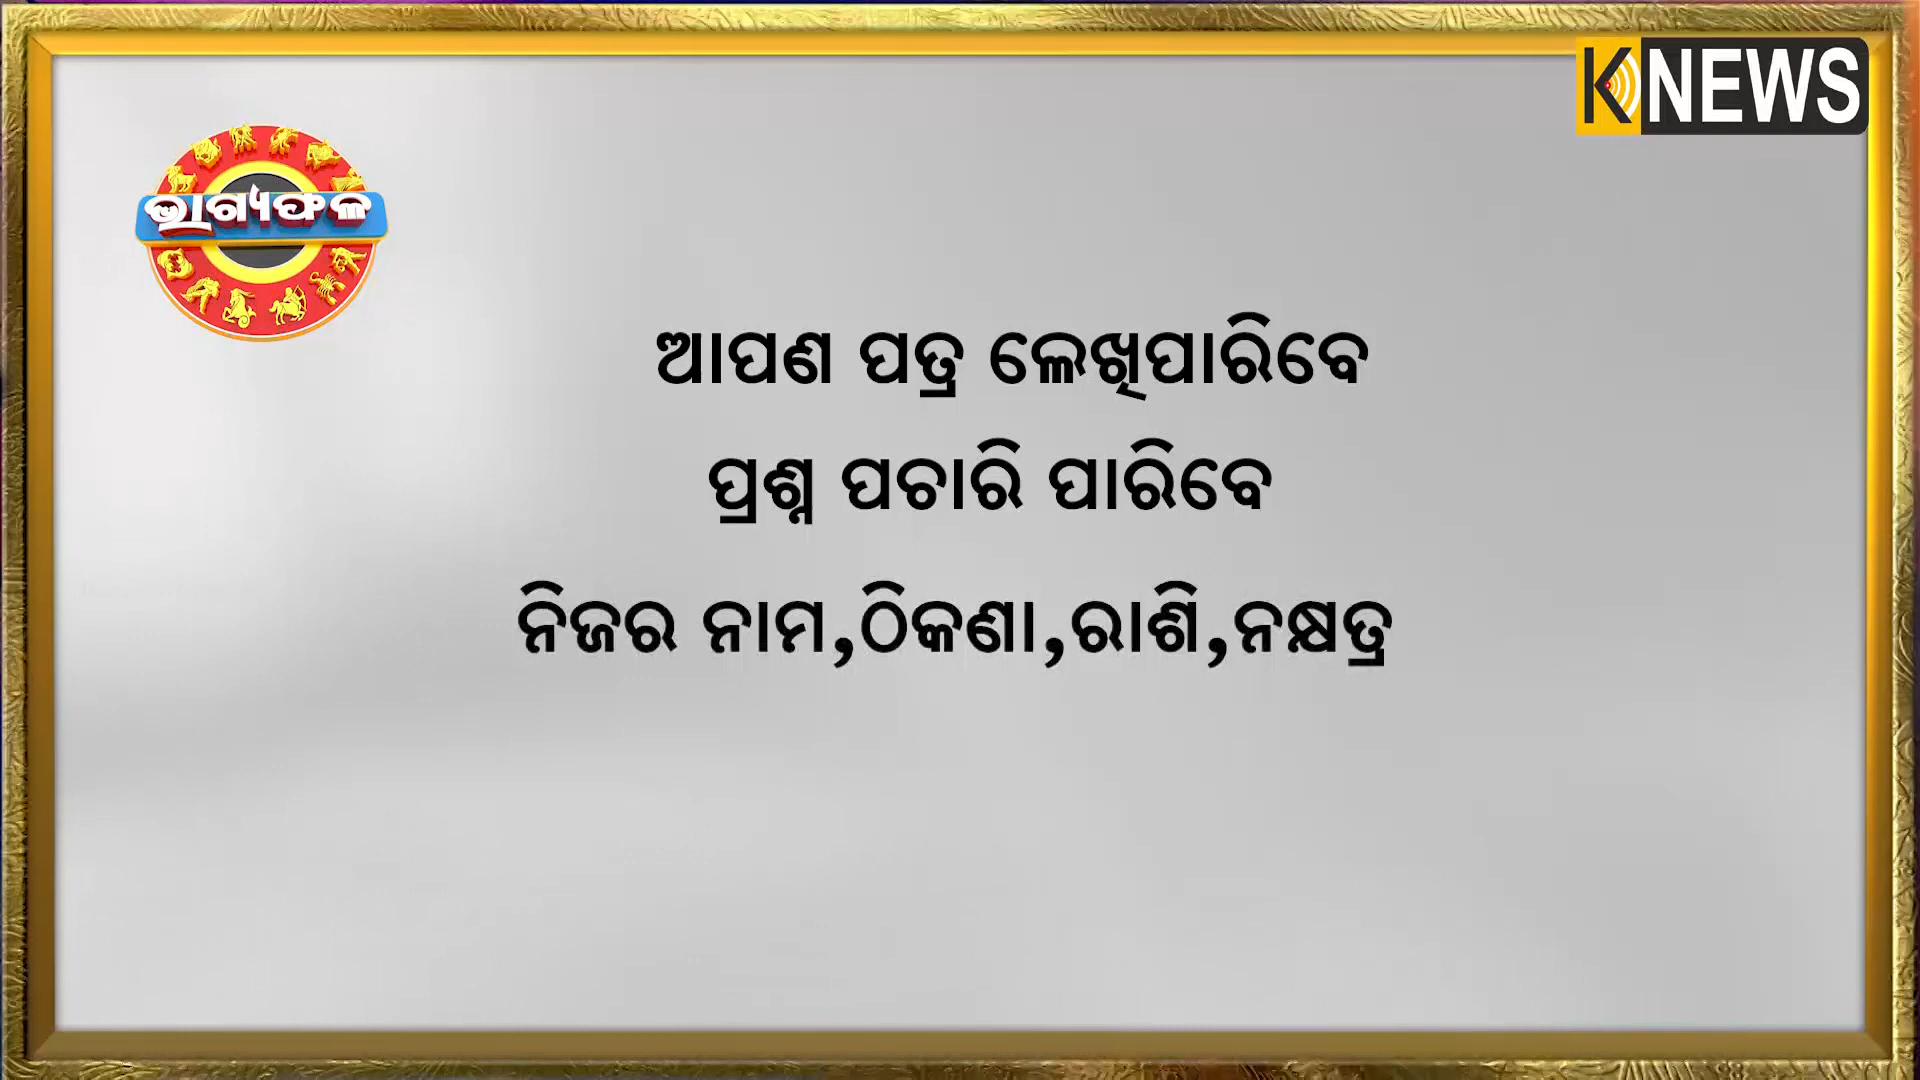 KNEWS
ଭାଗ୍ୟଫଳ
ଆପଣ ପତ୍ର ଲେଖିପାରିବେ
ପ୍ରଶ୍ନ ପଚାରି ପାରିବେ
ନିଜର ନାମ,ଠିକଣା,ରାଶି,ନକ୍ଷତ୍ର